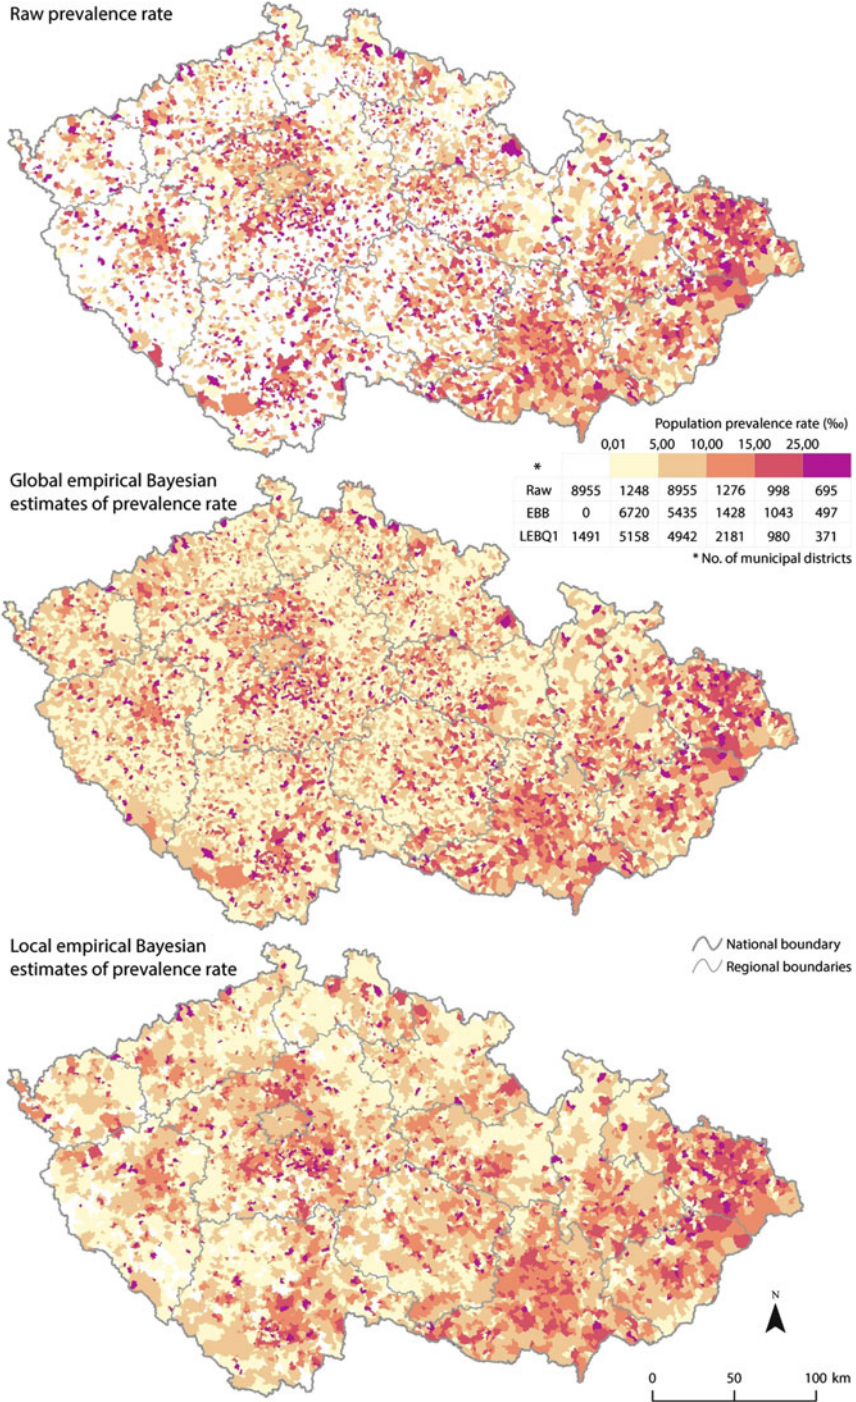 Raw prevalence rate
Population prevalence rate (‰)
0,01 5,00 10,00 15,00 25,00
*
Raw 8955 1248 8955 1276 998 695
EBB 0 6720 5435 1428 1043 497
LEBQ1 1491 5158 4942 2181 980 371
* No. of municipal districts
Global empirical Bayesian
estimates of prevalence rate
Local empirical Bayesian
estimates of prevalence rate
National boundary
Regional boundaries
N
0 50 100 km